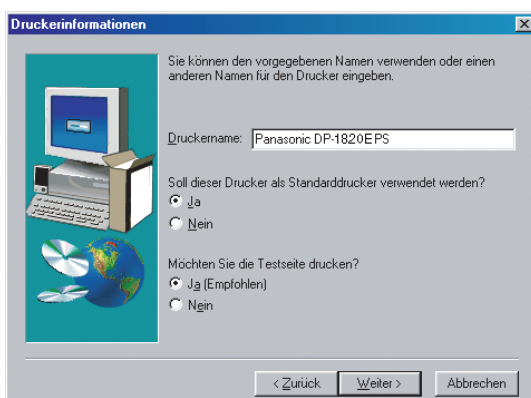 Druckerinformationen
Sie können den vorgegebenen Namen verwenden oder einen
anderen Namen für den Drucker eingeben.
Druckername: Panasonic DP-1820E PS
Soll dieser Drucker als Standarddrucker verwendet werden?
Ja
Nein
Möchten Sie die Testseite drucken?
Ja (Empfohlen)
Nein
< Zurück Weiter > Abbrechen